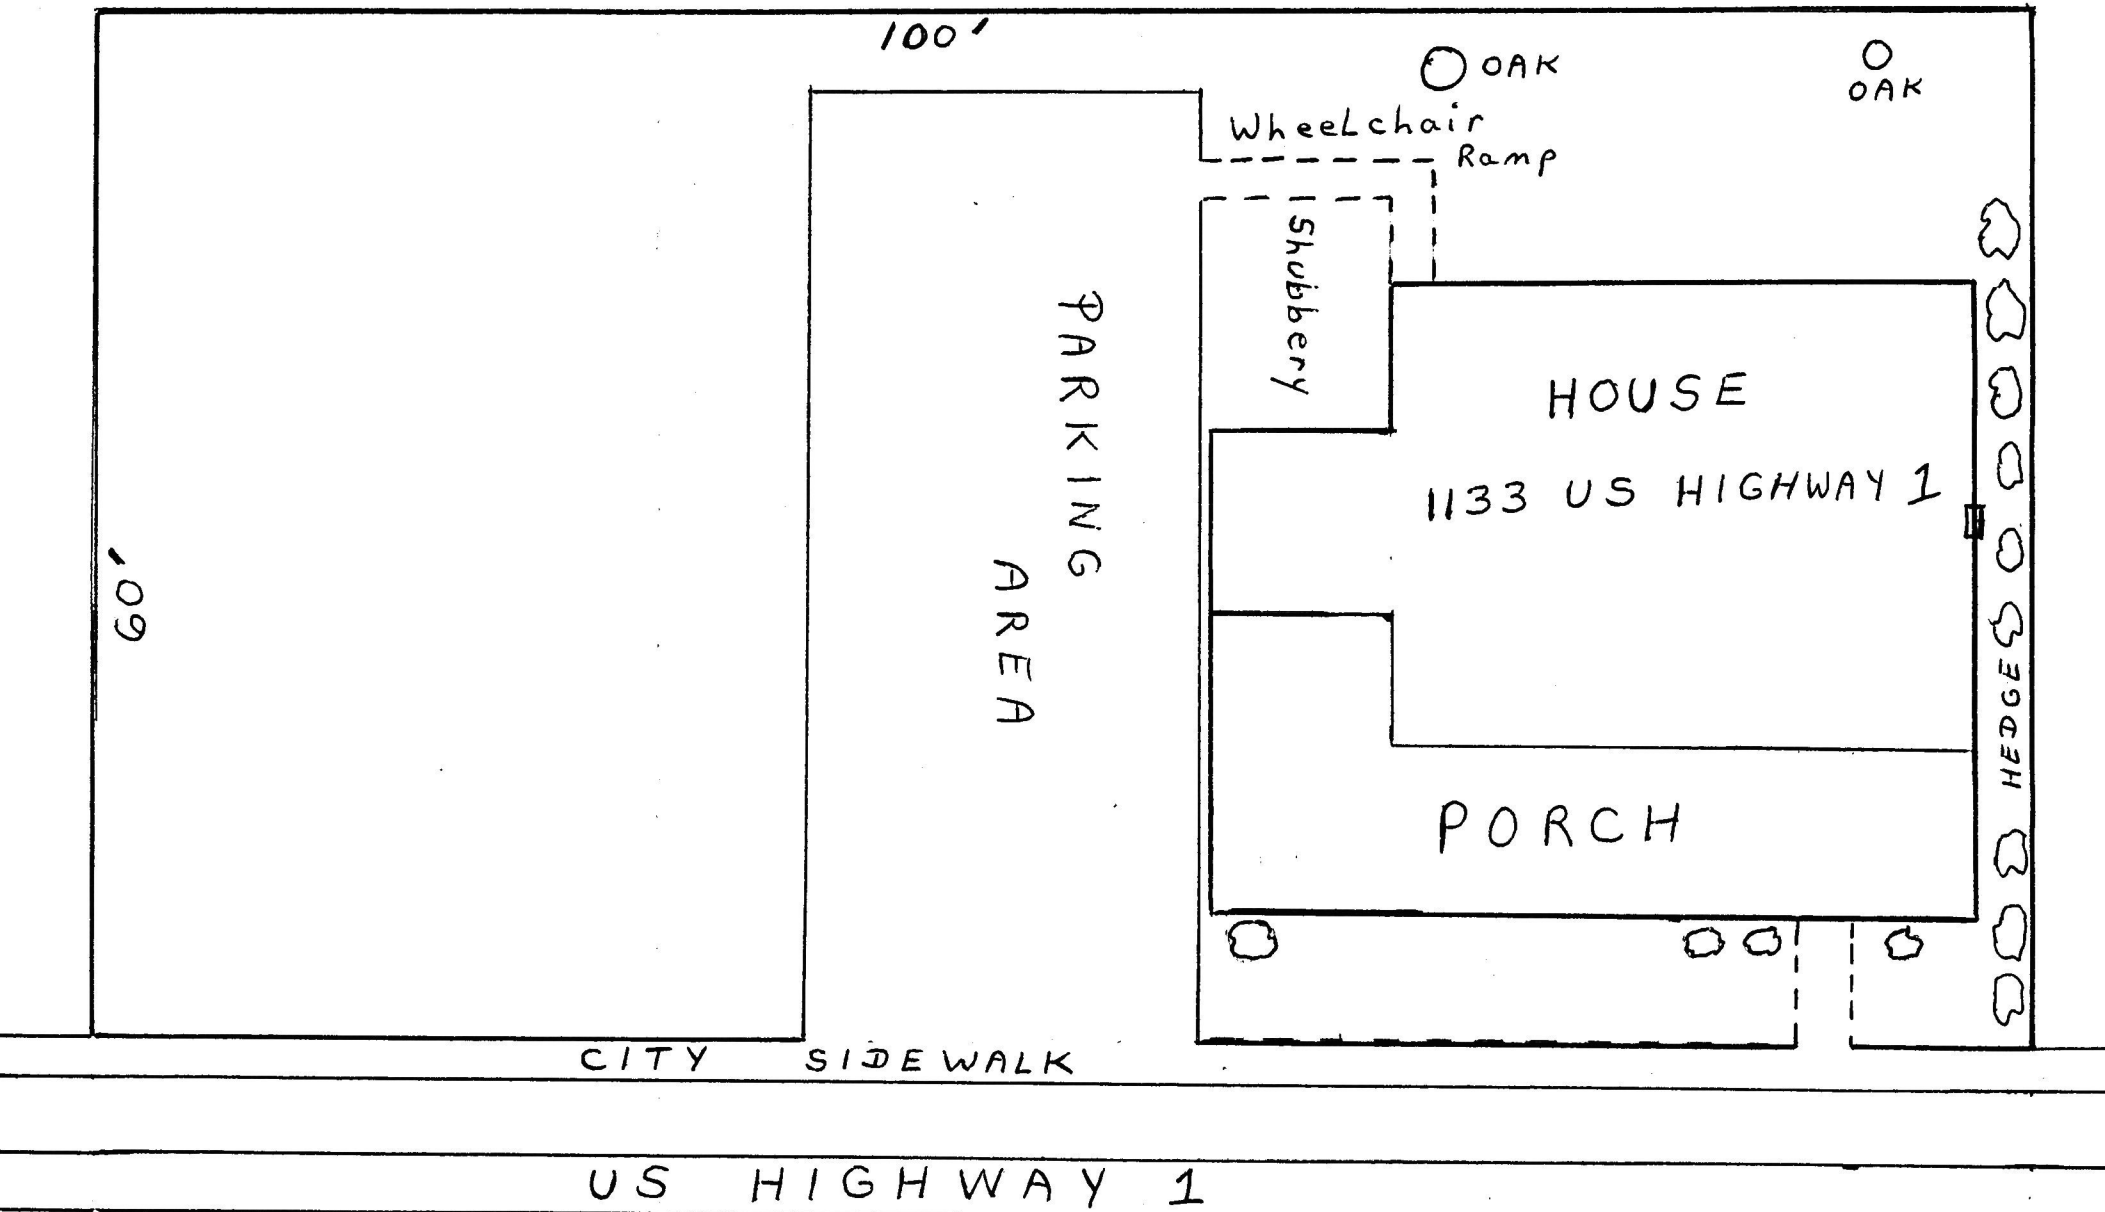 100'
OAK
OAK
Wheelchair
Ramp
Shubbery
PARKING
AREA
HOUSE
1133 US HIGHWAY 1
60'
HEDGE
PORCH
CITY SIDEWALK
US HIGHWAY 1